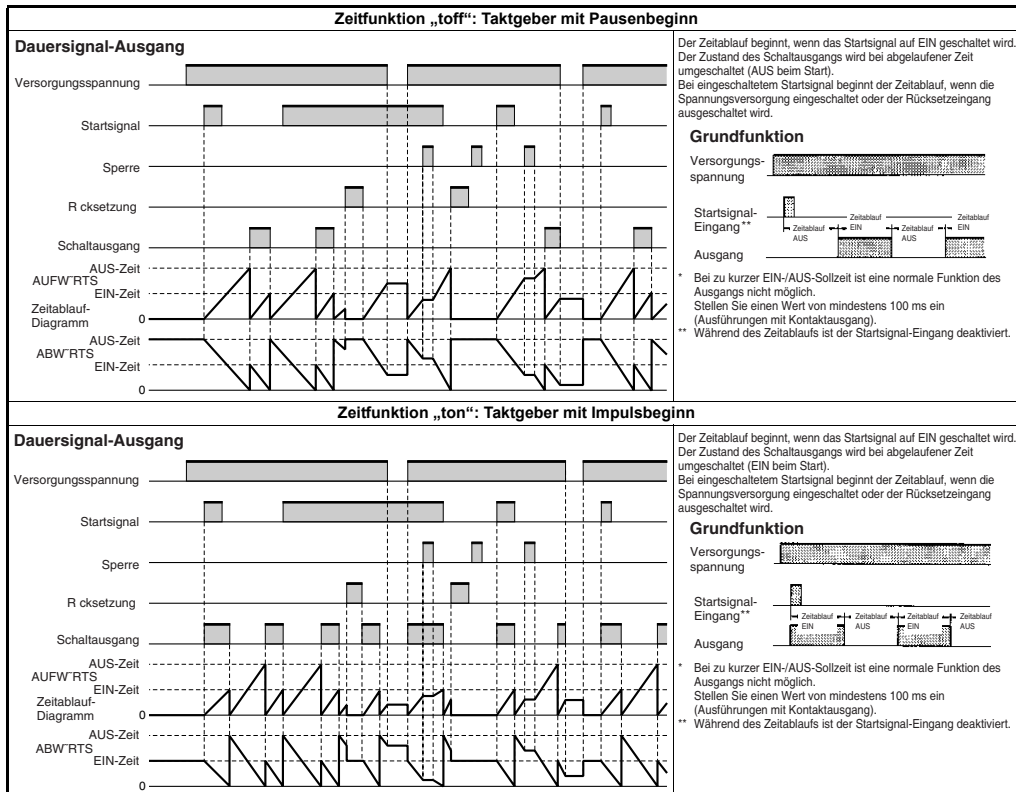 Zeitfunktion „toff“: Taktgeber mit Pausenbeginn
Dauersignal-Ausgang
Versorgungsspannung
Startsignal
Sperre
R cksetzung
Schaltausgang
AUS-Zeit
AUFW¨RTS
EIN-Zeit
Zeitablauf-
Diagramm
0
AUS-Zeit
ABW¨RTS
EIN-Zeit
0
Der Zeitablauf beginnt, wenn das Startsignal auf EIN geschaltet wird.
Der Zustand des Schaltausgangs wird bei abgelaufener Zeit
umgeschaltet (AUS beim Start).
Bei eingeschaltetem Startsignal beginnt der Zeitablauf, wenn die
Spannungsversorgung eingeschaltet oder der Rücksetzeingang
ausgeschaltet wird.
Grundfunktion
Versorgungs-
spannung
Startsignal-
Eingang**
Zeitablauf
EIN
Zeitablauf
EIN
Zeitablauf
AUS
Zeitablauf
AUS
Ausgang
* Bei zu kurzer EIN-/AUS-Sollzeit ist eine normale Funktion des
Ausgangs nicht möglich.
Stellen Sie einen Wert von mindestens 100 ms ein
(Ausführungen mit Kontaktausgang).
** Während des Zeitablaufs ist der Startsignal-Eingang deaktiviert.
Zeitfunktion „ton“: Taktgeber mit Impulsbeginn
Dauersignal-Ausgang
Versorgungsspannung
Startsignal
Sperre
R cksetzung
Schaltausgang
AUS-Zeit
AUFW¨RTS
EIN-Zeit
Zeitablauf-
Diagramm
0
AUS-Zeit
ABW¨RTS
EIN-Zeit
0
Der Zeitablauf beginnt, wenn das Startsignal auf EIN geschaltet wird.
Der Zustand des Schaltausgangs wird bei abgelaufener Zeit
umgeschaltet (EIN beim Start).
Bei eingeschaltetem Startsignal beginnt der Zeitablauf, wenn die
Spannungsversorgung eingeschaltet oder der Rücksetzeingang
ausgeschaltet wird.
Grundfunktion
Versorgungs-
spannung
Startsignal-
Eingang**
Zeitablauf
EIN
Zeitablauf
AUS
Zeitablauf
EIN
Zeitablauf
AUS
Ausgang
* Bei zu kurzer EIN-/AUS-Sollzeit ist eine normale Funktion des
Ausgangs nicht möglich.
Stellen Sie einen Wert von mindestens 100 ms ein
(Ausführungen mit Kontaktausgang).
** Während des Zeitablaufs ist der Startsignal-Eingang deaktiviert.